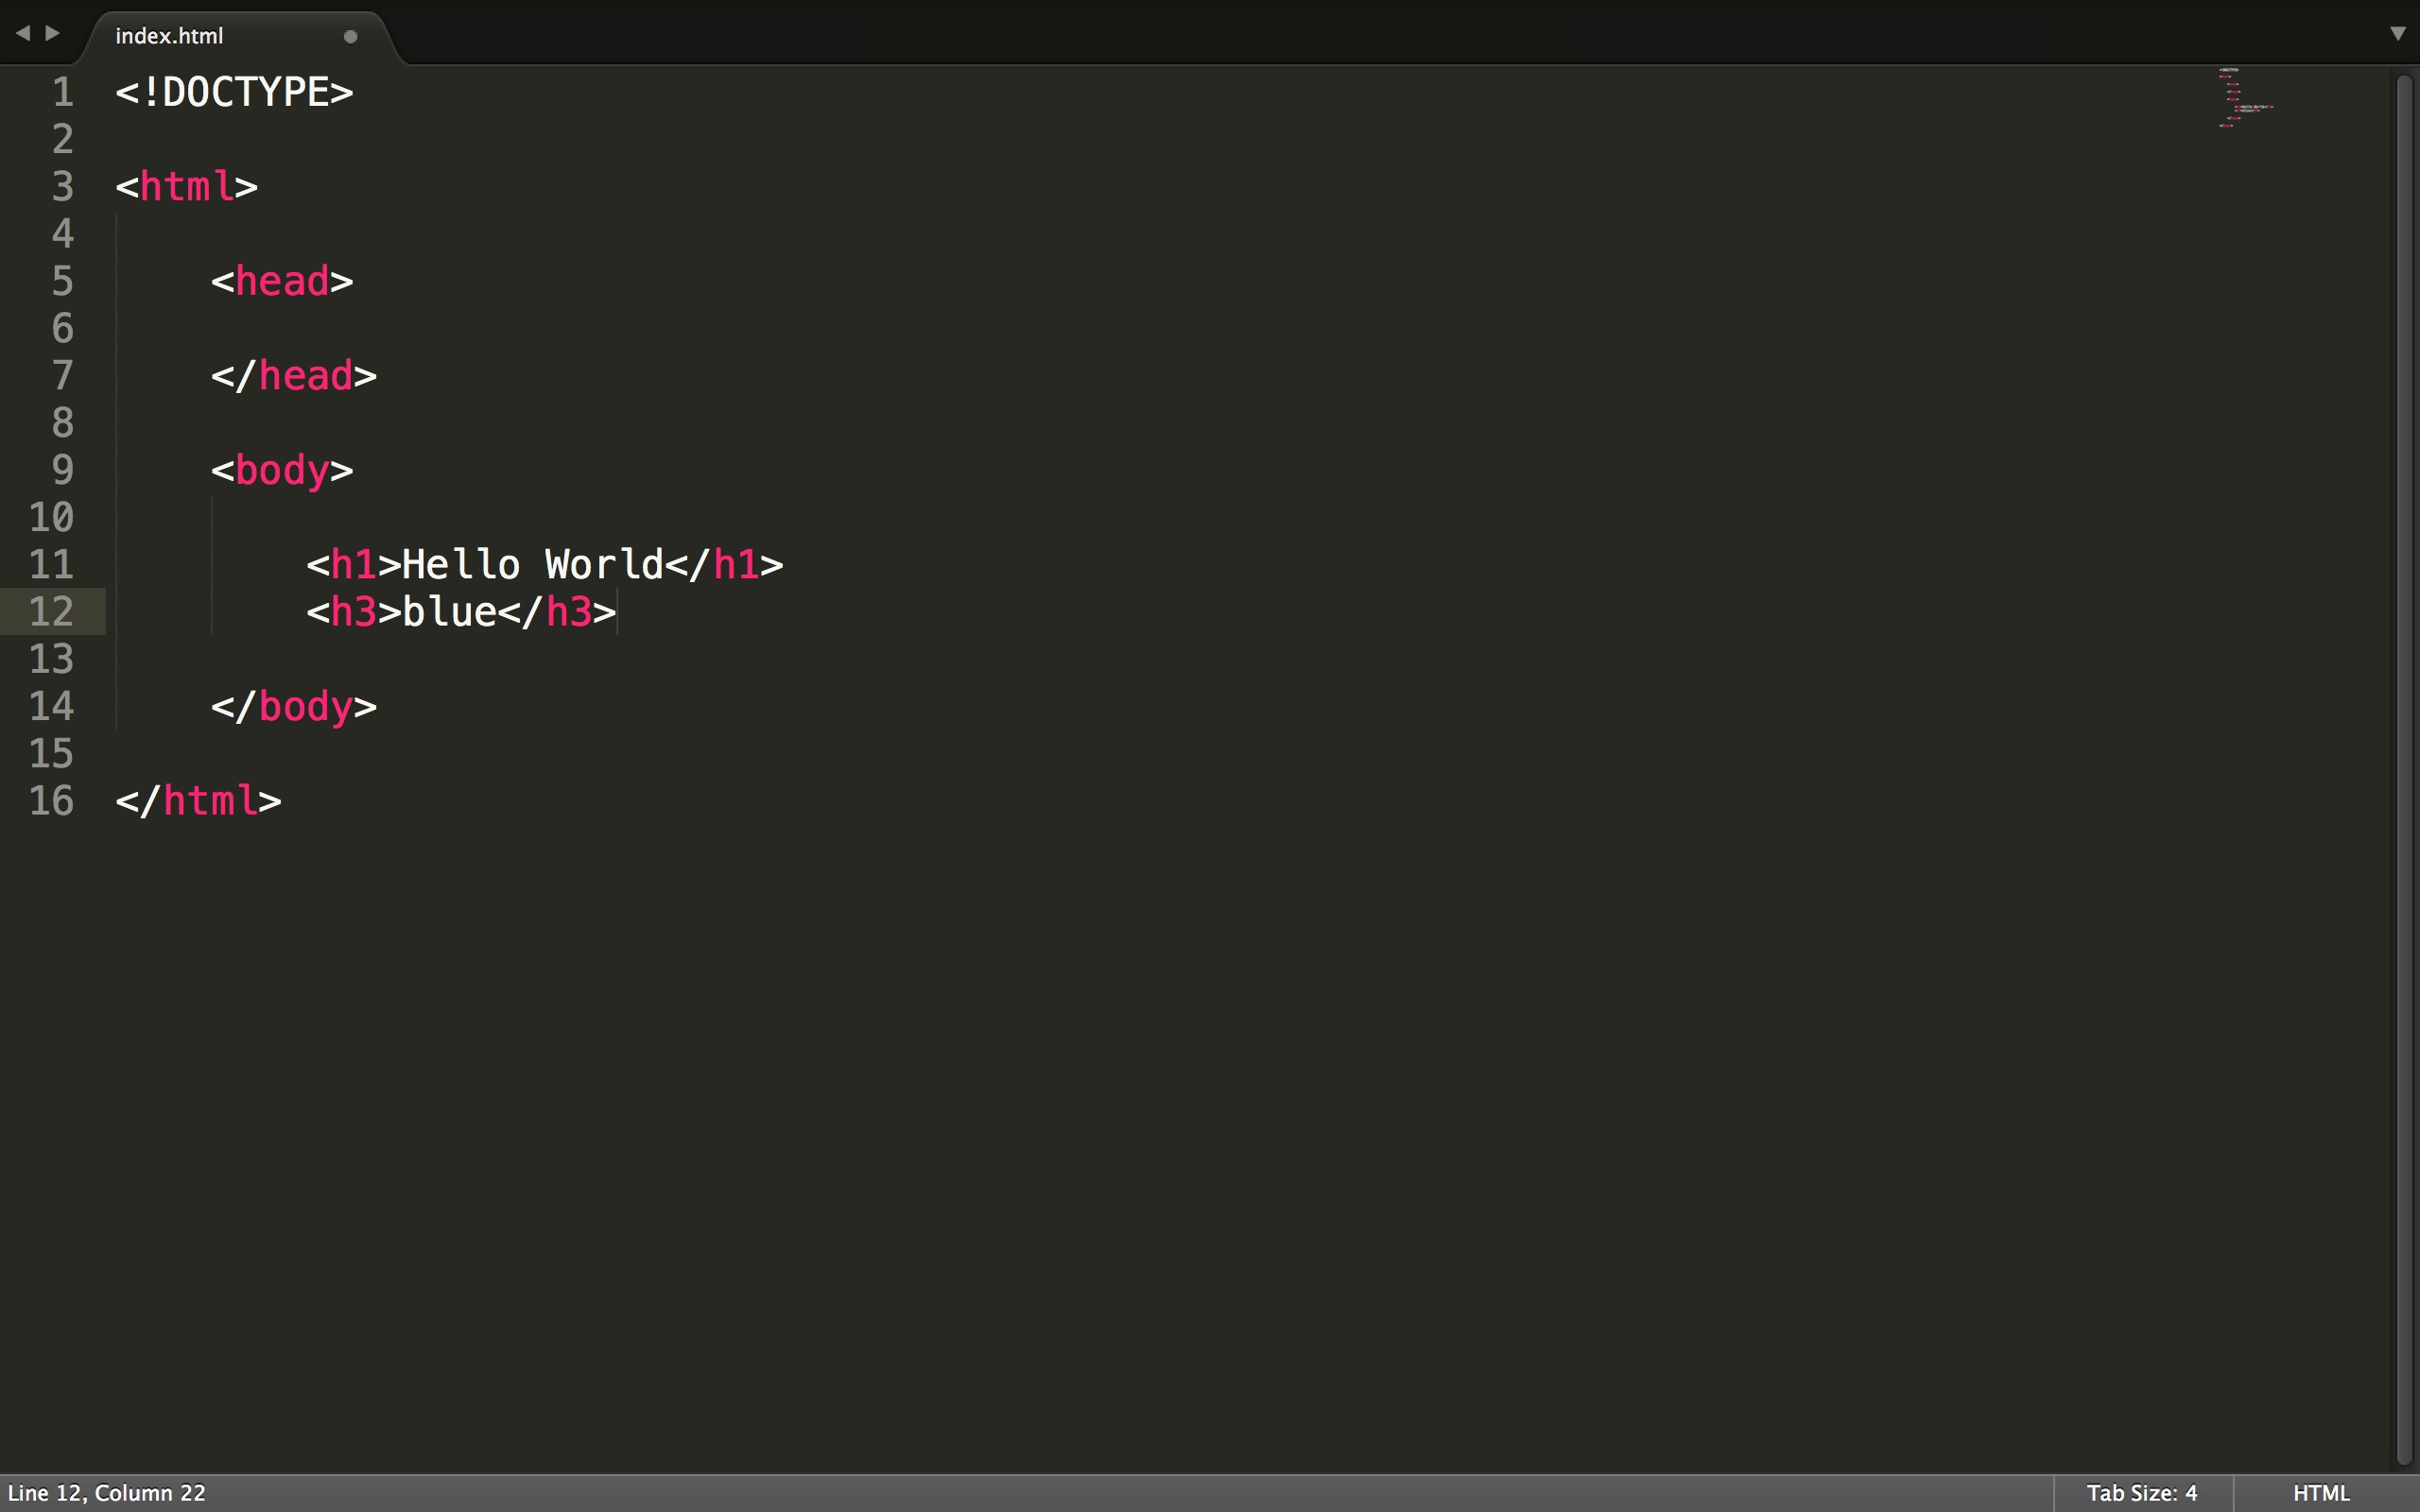 index.html
1 <!DOCTYPE>
2
3 <html>
4
5     <head>
6
7     </head>
8
9     <body>
10
11         <h1>Hello World</h1>
12         <h3>blue</h3>
13
14     </body>
15
16 </html>
Line 12, Column 22 Tab Size: 4 HTML